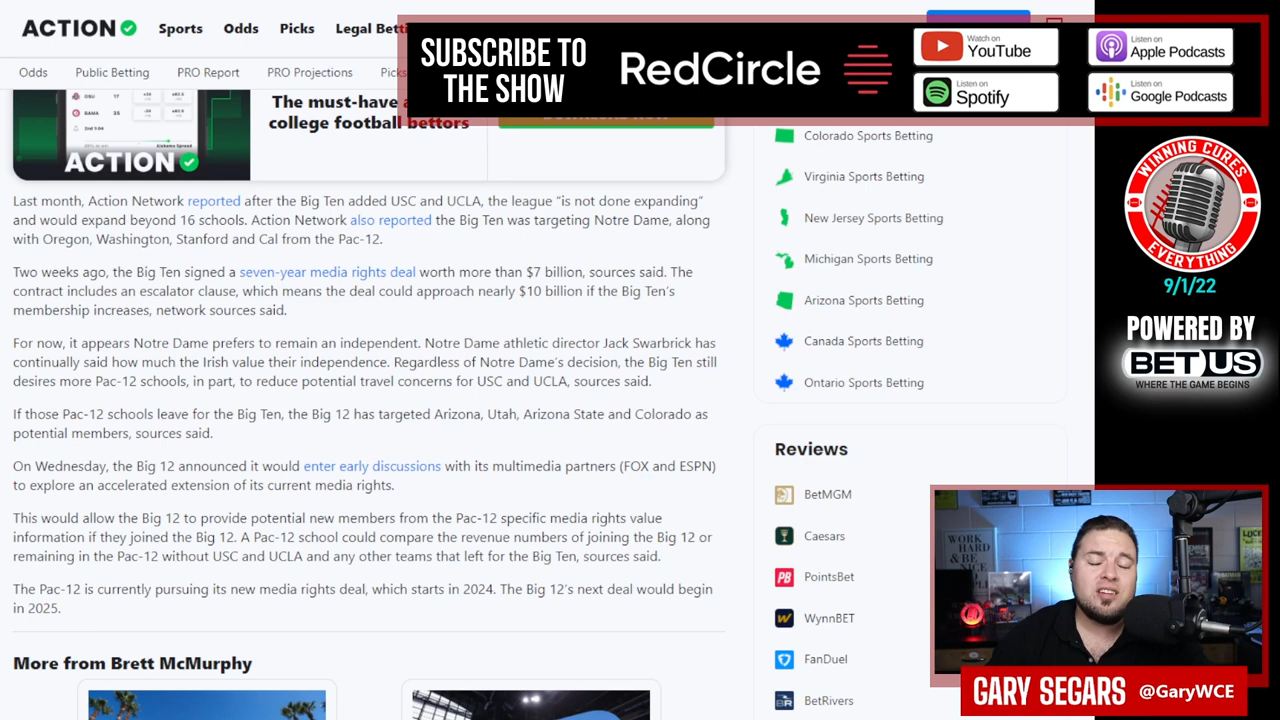 ACTION
Sports
Odds
Picks
Legal Betti
Odds
Public Betting
PRO Report
PRO Projections
Picks
SUBSCRIBE TO
THE SHOW
RedCircle
Watch on
YouTube
Listen on
Spotify
Listen on
Apple Podcasts
Listen on
Google Podcasts
OSU 17
BAMA 25
ACTION
The must-have a
college football bettors
Last month, Action Network reported after the Big Ten added USC and UCLA, the league “is not done expanding”
and would expand beyond 16 schools. Action Network also reported the Big Ten was targeting Notre Dame, along
with Oregon, Washington, Stanford and Cal from the Pac-12.
Two weeks ago, the Big Ten signed a seven-year media rights deal worth more than $7 billion, sources said. The
contract includes an escalator clause, which means the deal could approach nearly $10 billion if the Big Ten’s
membership increases, network sources said.
For now, it appears Notre Dame prefers to remain an independent. Notre Dame athletic director Jack Swarbrick has
continually said how much the Irish value their independence. Regardless of Notre Dame’s decision, the Big Ten still
desires more Pac-12 schools, in part, to reduce potential travel concerns for USC and UCLA, sources said.
If those Pac-12 schools leave for the Big Ten, the Big 12 has targeted Arizona, Utah, Arizona State and Colorado as
potential members, sources said.
On Wednesday, the Big 12 announced it would enter early discussions with its multimedia partners (FOX and ESPN)
to explore an accelerated extension of its current media rights.
This would allow the Big 12 to provide potential new members from the Pac-12 specific media rights value
information if they joined the Big 12. A Pac-12 school could compare the revenue numbers of joining the Big 12 or
remaining in the Pac-12 without USC and UCLA and any other teams that left for the Big Ten, sources said.
The Pac-12 is currently pursuing its new media rights deal, which starts in 2024. The Big 12’s next deal would begin
in 2025.
More from Brett McMurphy
Colorado Sports Betting
Virginia Sports Betting
New Jersey Sports Betting
Michigan Sports Betting
Arizona Sports Betting
Canada Sports Betting
Ontario Sports Betting
Reviews
BetMGM
Caesars
PB PointsBet
WynnBET
FanDuel
BR BetRivers
WINNING CURES
EVERYTHING
9/1/22
POWERED BY
BETUS
WHERE THE GAME BEGINS
WORK
HARD
& BE
GARY SEGARS @GaryWCE